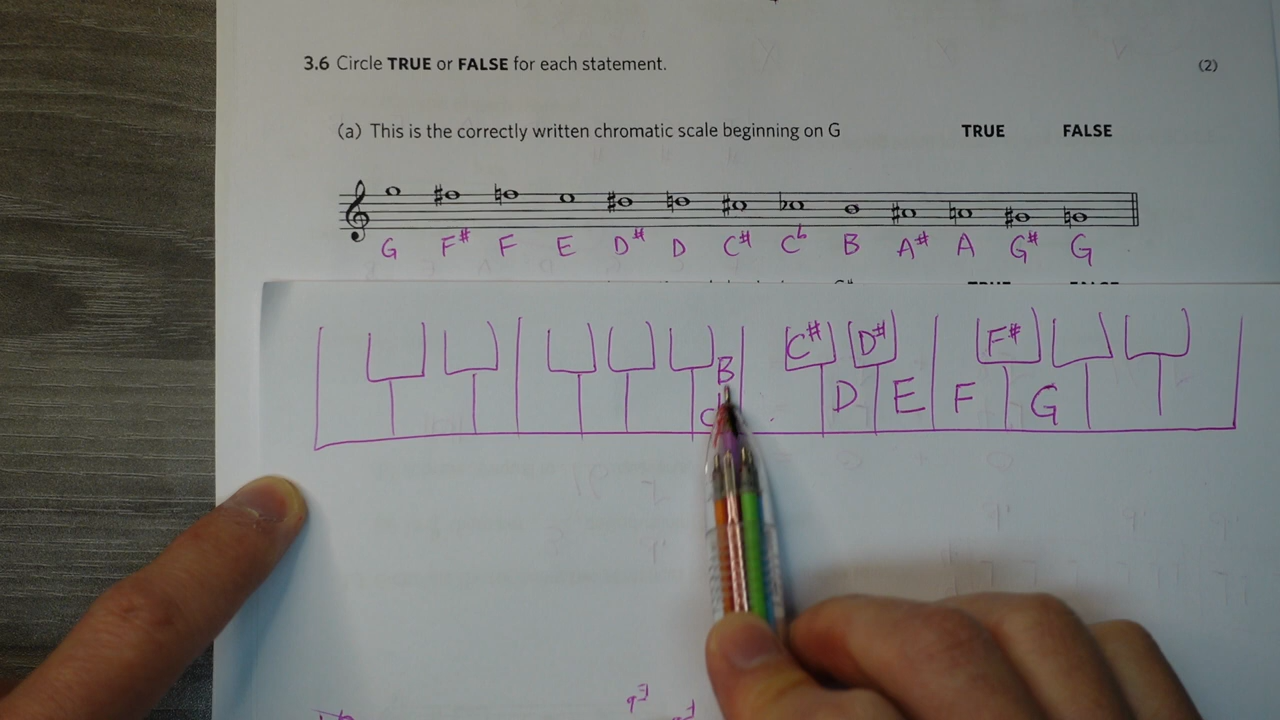 3.6 Circle TRUE or FALSE for each statement. (2)
(a) This is the correctly written chromatic scale beginning on G TRUE FALSE
G F# F E D# D C# Cb B A# A G# G
C# D# F#
B
C D E F G